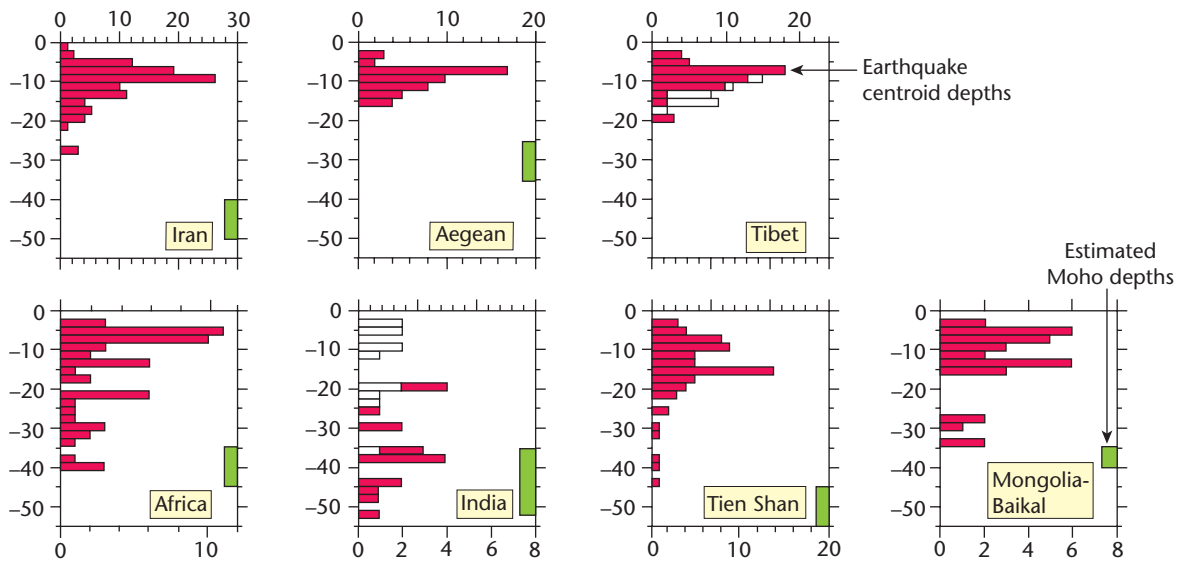 0 10 20 30
0
–10
–20
–30
–40
–50
Iran
0 20
0
–10
–20
–30
–40
–50
Aegean
0 10 20
0
–10
–20
–30
–40
–50
Tibet
Earthquake
centroid depths
Estimated
Moho depths
0
–10
–20
–30
–40
–50
Africa
0 10
0
–10
–20
–30
–40
–50
India
0 2 4 6 8
0
–10
–20
–30
–40
–50
Tien Shan
0 10 20
0
–10
–20
–30
–40
–50
Mongolia-
Baikal
0 2 4 6 8